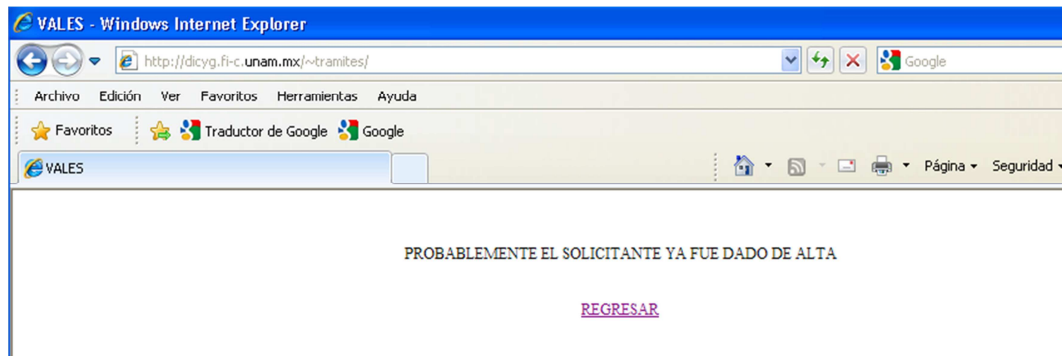 VALES - Windows Internet Explorer
http://dicyg.fi-c.unam.mx/~tramites/
Google
Archivo Edición Ver Favoritos Herramientas Ayuda
Favoritos Traductor de Google Google
VALES Página Seguridad
PROBABLEMENTE EL SOLICITANTE YA FUE DADO DE ALTA
REGRESAR